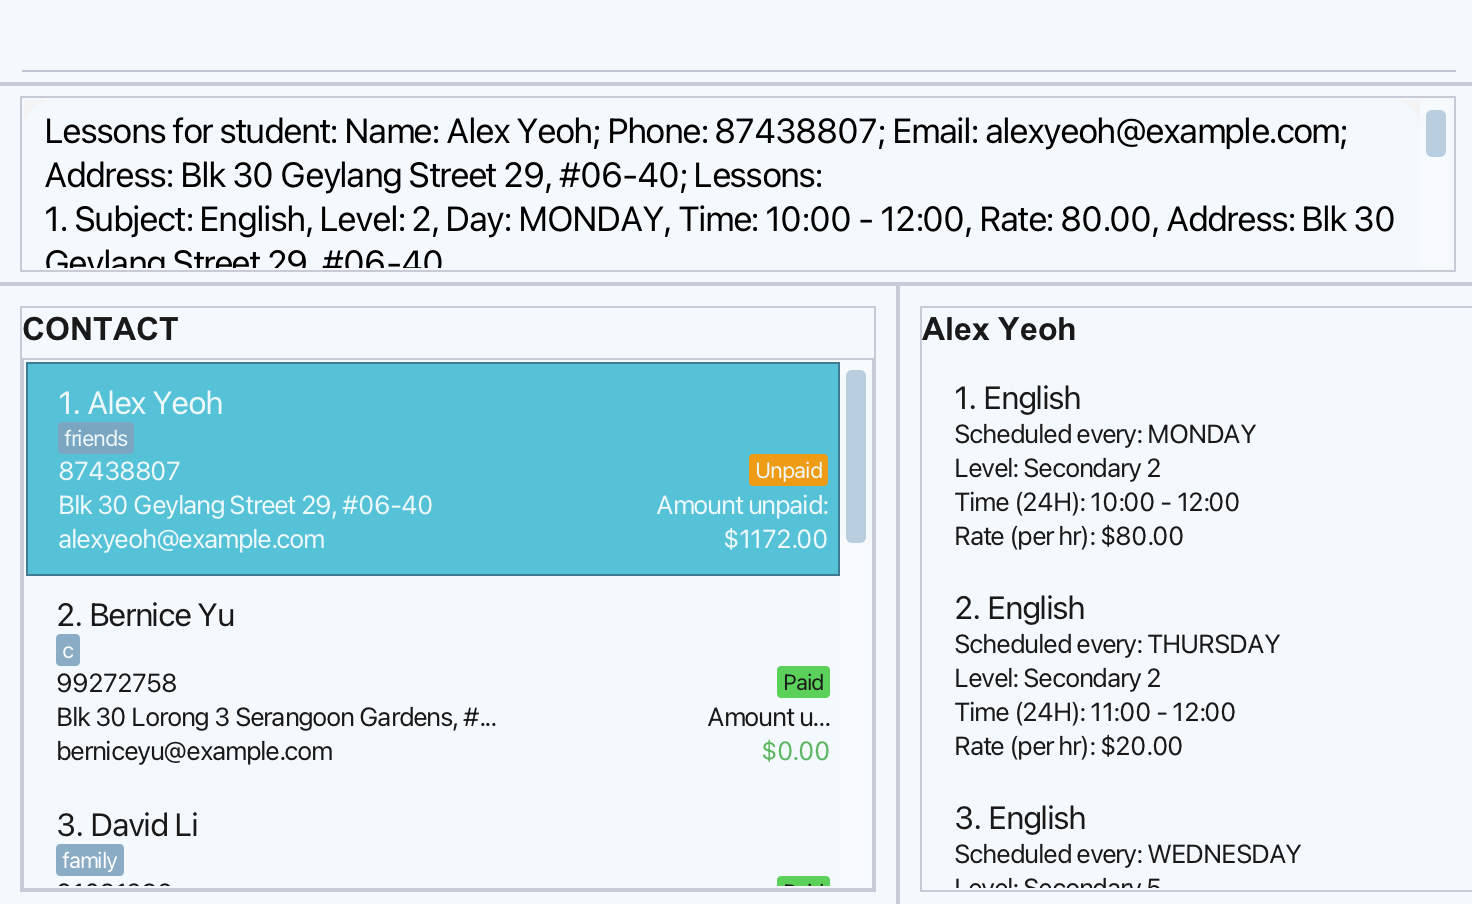 Lessons for student: Name: Alex Yeoh; Phone: 87438807; Email: alexyeoh@example.com;
Address: Blk 30 Geylang Street 29, #06-40; Lessons:
1. Subject: English, Level: 2, Day: MONDAY, Time: 10:00 - 12:00, Rate: 80.00, Address: Blk 30
Geylang Street 29, #06-40
CONTACT
1. Alex Yeoh
friends
87438807
Unpaid
Blk 30 Geylang Street 29, #06-40
Amount unpaid:
alexyeoh@example.com
$1172.00
2. Bernice Yu
c
99272758
Paid
Blk 30 Lorong 3 Serangoon Gardens, #...
Amount u...
berniceyu@example.com
$0.00
3. David Li
family
Alex Yeoh
1. English
Scheduled every: MONDAY
Level: Secondary 2
Time (24H): 10:00 - 12:00
Rate (per hr): $80.00
2. English
Scheduled every: THURSDAY
Level: Secondary 2
Time (24H): 11:00 - 12:00
Rate (per hr): $20.00
3. English
Scheduled every: WEDNESDAY
Level: Secondary 5